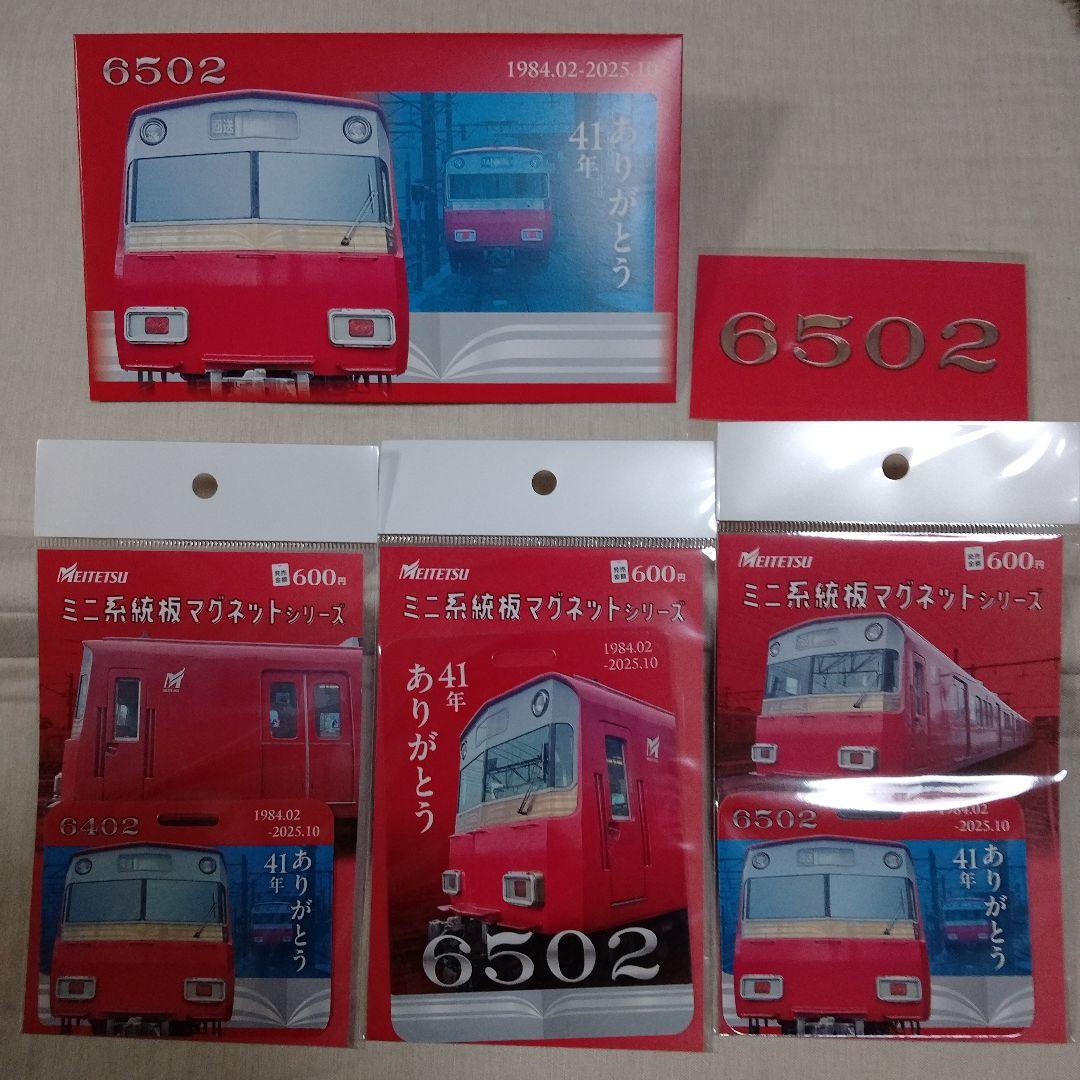 6502
1984.02-2025.10
回送
41年
ありがとう
6502
MEITETSU
発売金額 600円
ミニ系統板マグネットシリーズ
6402
1984.02
-2025.10
41年
ありがとう
MEITETSU
発売金額 600円
ミニ系統板マグネットシリーズ
1984.02
-2025.10
41年
ありがとう
6502
MEITETSU
発売金額 600円
ミニ系統板マグネットシリーズ
6502
1984.02
-2025.10
41年
ありがとう